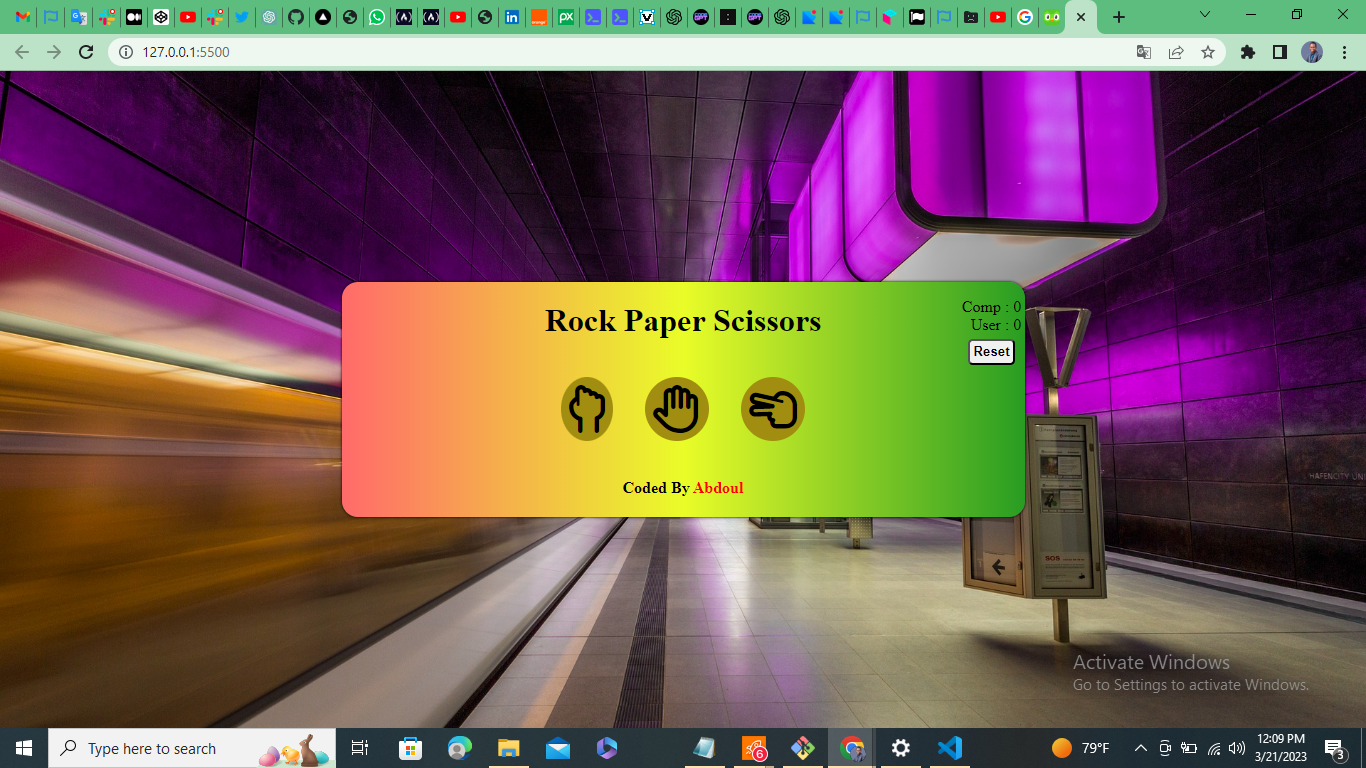 127.0.0.1:5500
Rock Paper Scissors
Comp : 0
User : 0
Reset
Coded By Abdoul
HAFENCITY UN
SOS
Activate Windows
Go to Settings to activate Windows.
Type here to search
6
79°F
12:09 PM
3/21/2023
3